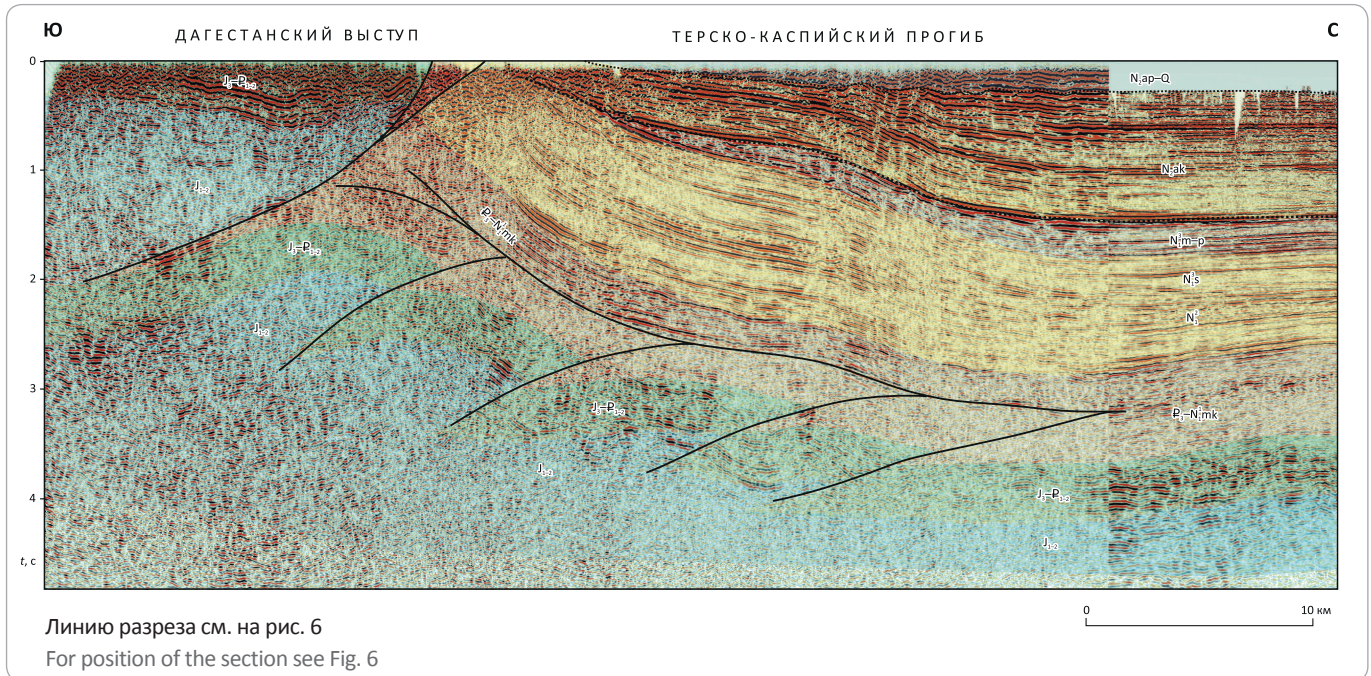 Ю
ДАГЕСТАНСКИЙ ВЫСТУП
ТЕРСКО-КАСПИЙСКИЙ ПРОГИБ
С
0
J₃–P₁₋₂
N₂ap–Q
1
J₁₋₂
N₂ak
P₃–N₁mk
N₁m–p
J₃–P₁₋₂
2
N₁s
J₁₋₂
N₁
3
J₃–P₁₋₂
P₃–N₁mk
J₁₋₂
4
J₃–P₁₋₂
J₁₋₂
t, с
0
10 км
Линию разреза см. на рис. 6
For position of the section see Fig. 6